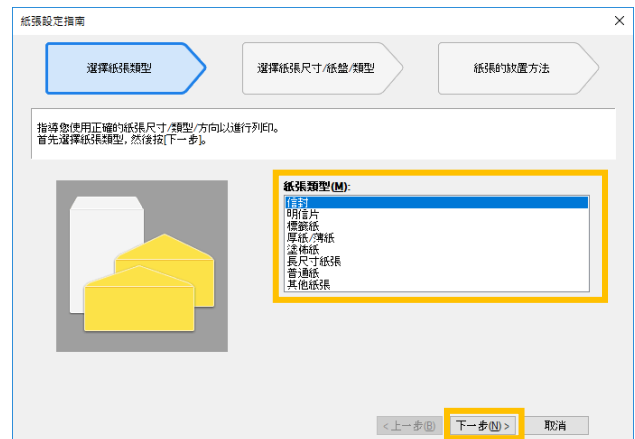 紙張設定指南
選擇紙張類型
選擇紙張尺寸/紙盤/類型
紙張的放置方法
指導您使用正確的紙張尺寸/類型/方向以進行列印。
首先選擇紙張類型, 然後按[下一步]。
紙張類型(M):
信封
明信片
標籤紙
厚紙/薄紙
塗佈紙
長尺寸紙張
普通紙
其他紙張
< 上一步(B)
下一步(N) >
取消